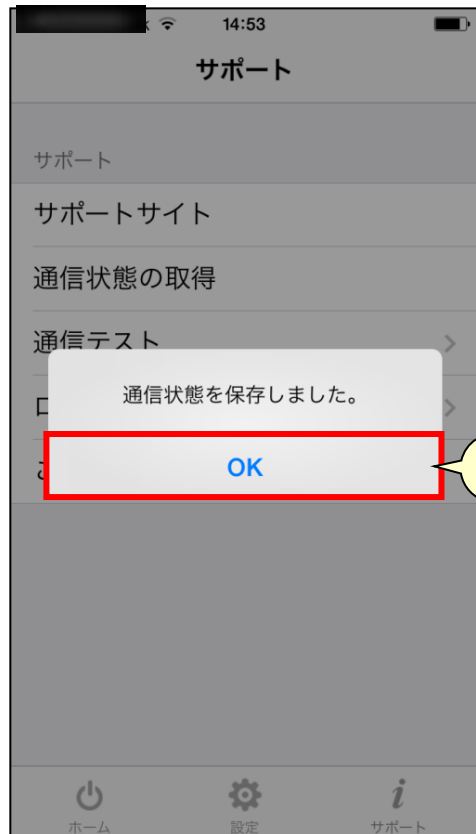 14:53
サポート
サポート
サポートサイト
通信状態の取得
通信テスト
通信状態を保存しました。
OK
ホーム
設定
サポート